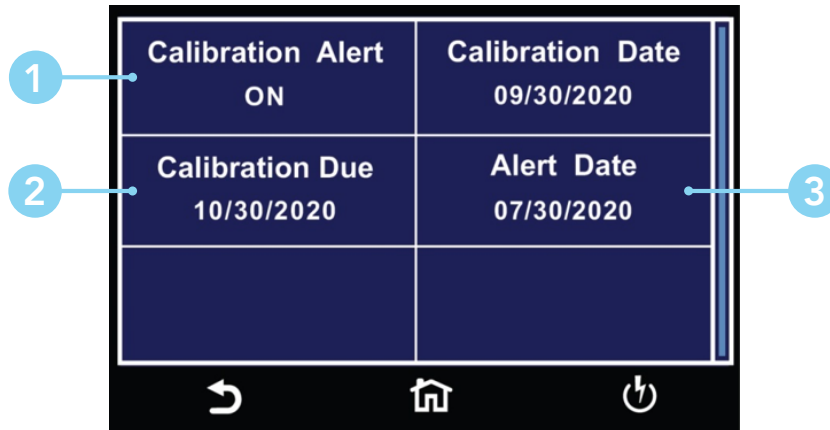 1
Calibration Alert
ON
Calibration Date
09/30/2020
2
Calibration Due
10/30/2020
Alert Date
07/30/2020
3